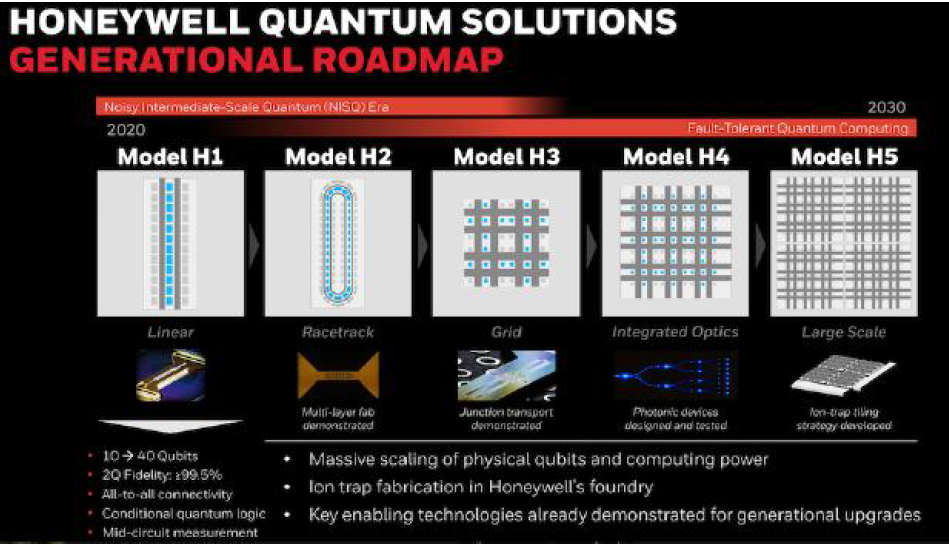 HONEYWELL QUANTUM SOLUTIONS
GENERATIONAL ROADMAP
Noisy Intermediate-Scale Quantum (NISQ) Era
2030
2020
Fault-Tolerant Quantum Computing
Model H1
Model H2
Model H3
Model H4
Model H5
Linear
Racetrack
Grid
Integrated Optics
Large Scale
Multi-layer fab
demonstrated
Junction transport
demonstrated
Photonic devices
designed and tested
Ion-trap tiling
strategy developed
• 10 → 40 Qubits
• 2Q Fidelity: ≥99.5%
• All-to-all connectivity
• Conditional quantum logic
• Mid-circuit measurement
• Massive scaling of physical qubits and computing power
• Ion trap fabrication in Honeywell's foundry
• Key enabling technologies already demonstrated for generational upgrades